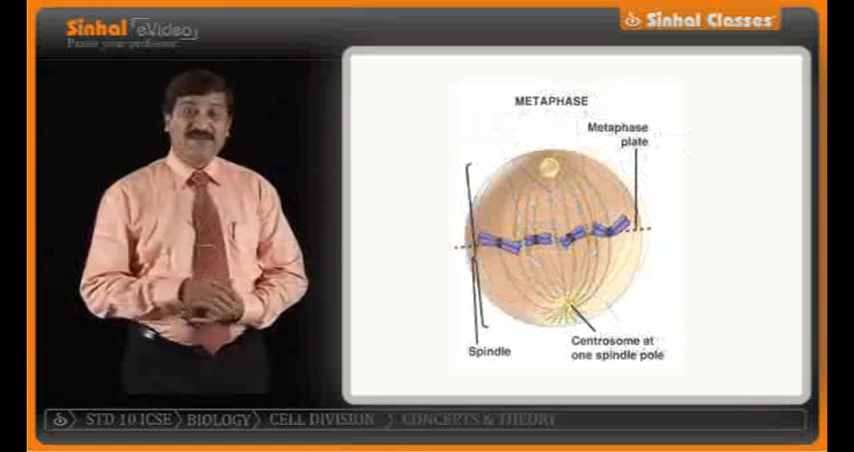 Sinhal eVideo
Sinhal Classes
METAPHASE
Metaphase
plate
Spindle
Centrosome at
one spindle pole
STD 10 ICSE BIOLOGY CELL DIVISION CONCEPTS & THEORY